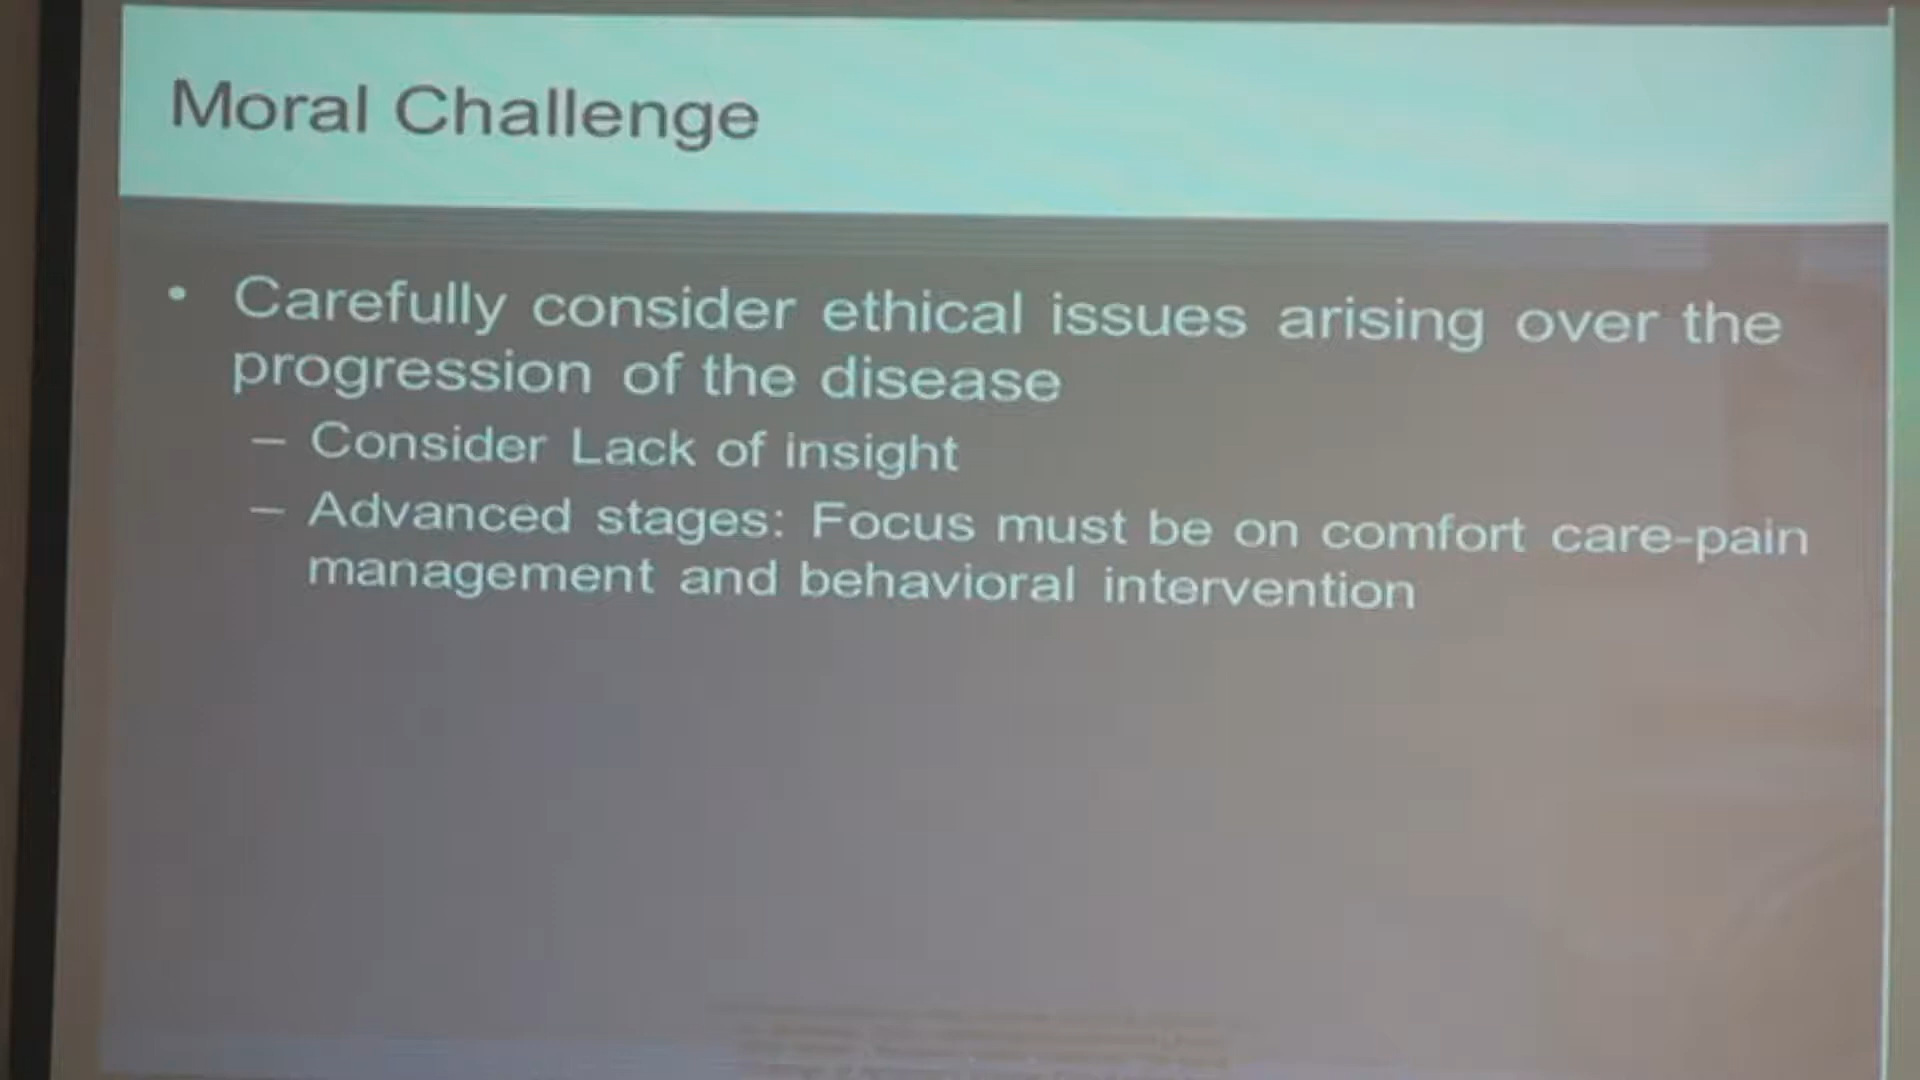 Moral Challenge
• Carefully consider ethical issues arising over the
progression of the disease
– Consider Lack of insight
– Advanced stages: Focus must be on comfort care-pain
management and behavioral intervention